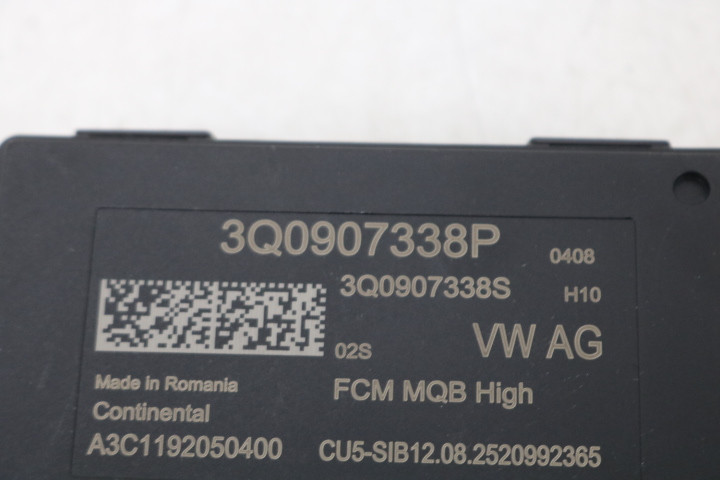 3Q0907338P 0408
3Q0907338S H10
02S VW AG
Made in Romania FCM MQB High
Continental
A3C1192050400 CU5-SIB12.08.2520992365